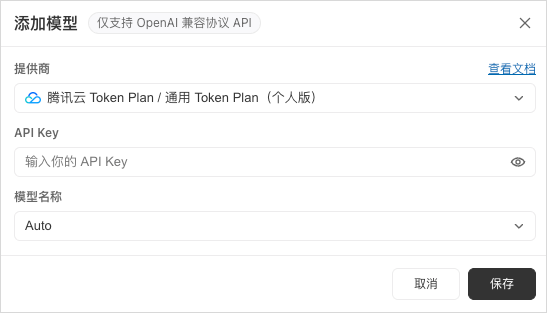 添加模型 仅支持 OpenAI 兼容协议 API
提供商 查看文档
腾讯云 Token Plan / 通用 Token Plan（个人版）
API Key
输入你的 API Key
模型名称
Auto
取消 保存